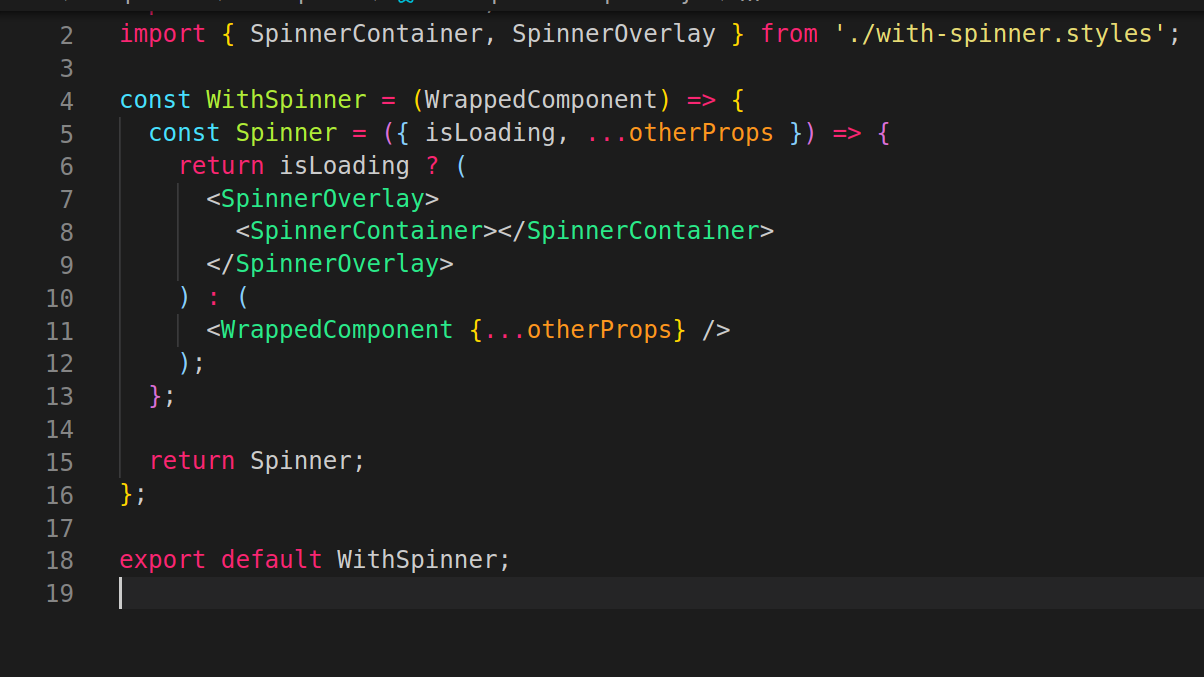 2 import { SpinnerContainer, SpinnerOverlay } from './with-spinner.styles';
3
4 const WithSpinner = (WrappedComponent) => {
5   const Spinner = ({ isLoading, ...otherProps }) => {
6     return isLoading ? (
7       <SpinnerOverlay>
8         <SpinnerContainer></SpinnerContainer>
9       </SpinnerOverlay>
10     ) : (
11       <WrappedComponent {...otherProps} />
12     );
13   };
14
15   return Spinner;
16 };
17
18 export default WithSpinner;
19